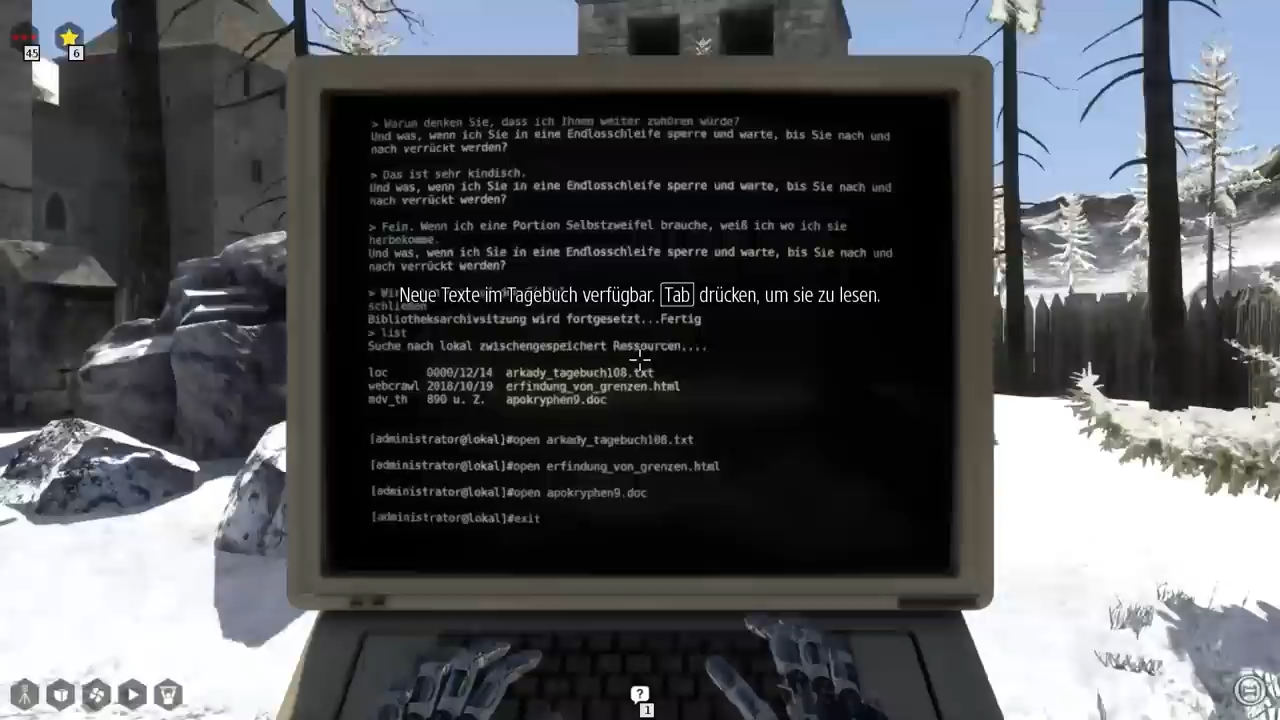 45
6
> Warum denken Sie, dass ich Ihnen weiter zuhören würde?
Und was, wenn ich Sie in eine Endlosschleife sperre und warte, bis Sie nach und
nach verrückt werden?
> Das ist sehr kindisch.
Und was, wenn ich Sie in eine Endlosschleife sperre und warte, bis Sie nach und
nach verrückt werden?
> Fein. Wenn ich eine Portion Selbstzweifel brauche, weiß ich wo ich sie
herbekomme.
Und was, wenn ich Sie in eine Endlosschleife sperre und warte, bis Sie nach und
nach verrückt werden?
Neue Texte im Tagebuch verfügbar. Tab drücken, um sie zu lesen.
Bibliotheksarchivsitzung wird fortgesetzt...Fertig
> list
Suche nach lokal zwischengespeichert Ressourcen....
loc 0000/12/14 arkady_tagebuch108.txt
webcrawl 2018/10/19 erfindung_von_grenzen.html
mdv_th 890 u. Z. apokryphen9.doc
[administrator@lokal]#open arkady_tagebuch108.txt
[administrator@lokal]#open erfindung_von_grenzen.html
[administrator@lokal]#open apokryphen9.doc
[administrator@lokal]#exit
?
1